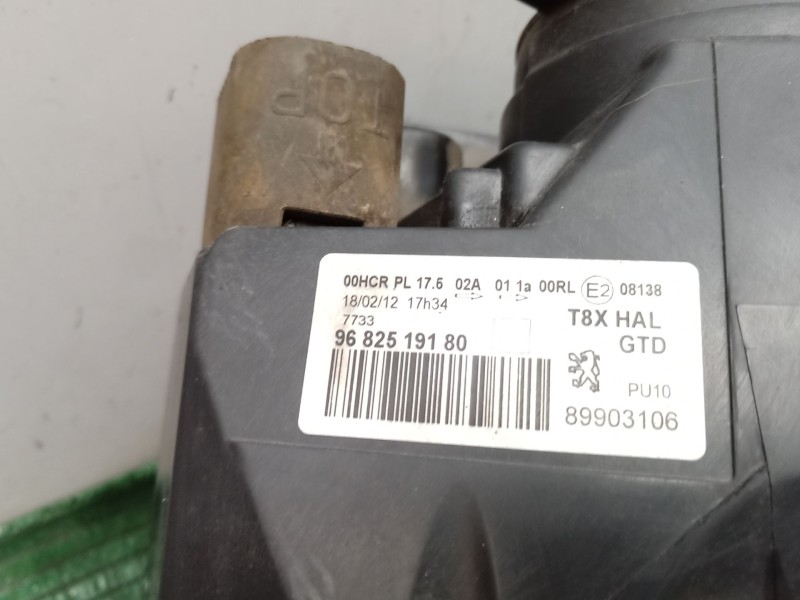 TOP
00HCR PL 17.5 02A 01 1a 00RL E2 08138
18/02/12 17h34
7733
T8X HAL
96 825 191 80
GTD
PU10
89903106